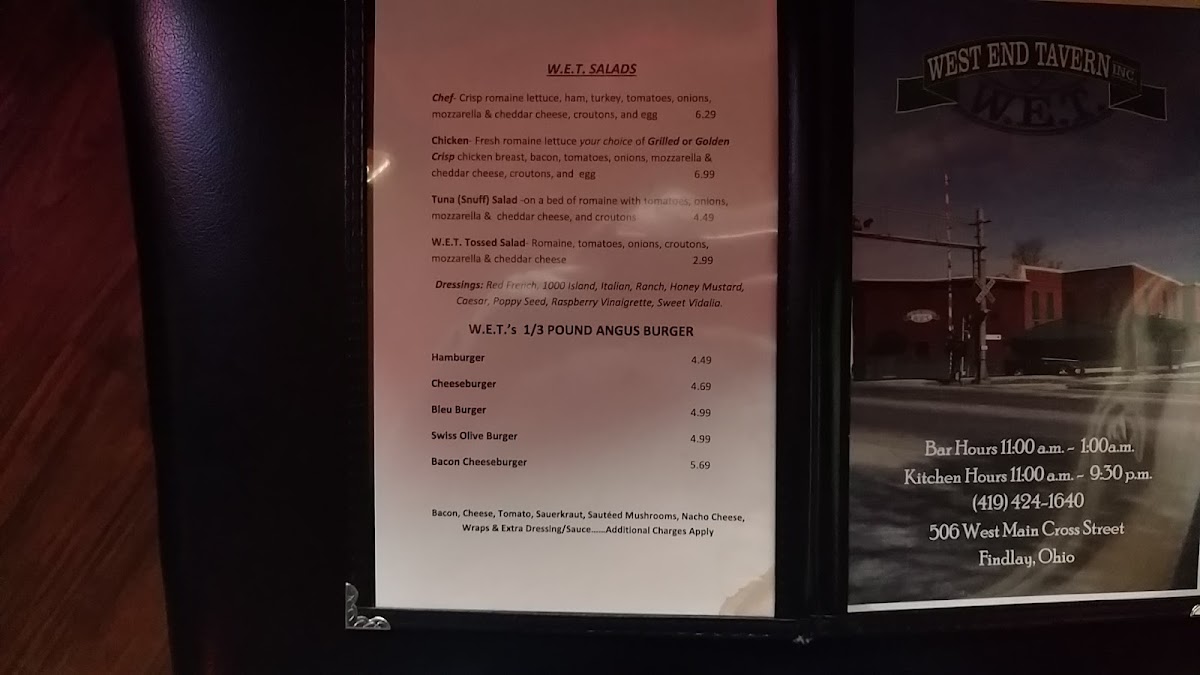 W.E.T. SALADS
Chef- Crisp romaine lettuce, ham, turkey, tomatoes, onions,
mozzarella & cheddar cheese, croutons, and egg 6.29
Chicken- Fresh romaine lettuce your choice of Grilled or Golden
Crisp chicken breast, bacon, tomatoes, onions, mozzarella &
cheddar cheese, croutons, and egg 6.99
Tuna (Snuff) Salad -on a bed of romaine with tomatoes, onions,
mozzarella & cheddar cheese, and croutons 4.49
W.E.T. Tossed Salad- Romaine, tomatoes, onions, croutons,
mozzarella & cheddar cheese 2.99
Dressings: Red French, 1000 Island, Italian, Ranch, Honey Mustard,
Caesar, Poppy Seed, Raspberry Vinaigrette, Sweet Vidalia.
W.E.T.'s 1/3 POUND ANGUS BURGER
Hamburger 4.49
Cheeseburger 4.69
Bleu Burger 4.99
Swiss Olive Burger 4.99
Bacon Cheeseburger 5.69
Bacon, Cheese, Tomato, Sauerkraut, Sautéed Mushrooms, Nacho Cheese,
Wraps & Extra Dressing/Sauce......Additional Charges Apply
WEST END TAVERN INC.
W.E.T.
Bar Hours 11:00 a.m. - 1:00a.m.
Kitchen Hours 11:00 a.m. - 9:30 p.m.
(419) 424-1640
506 West Main Cross Street
Findlay, Ohio